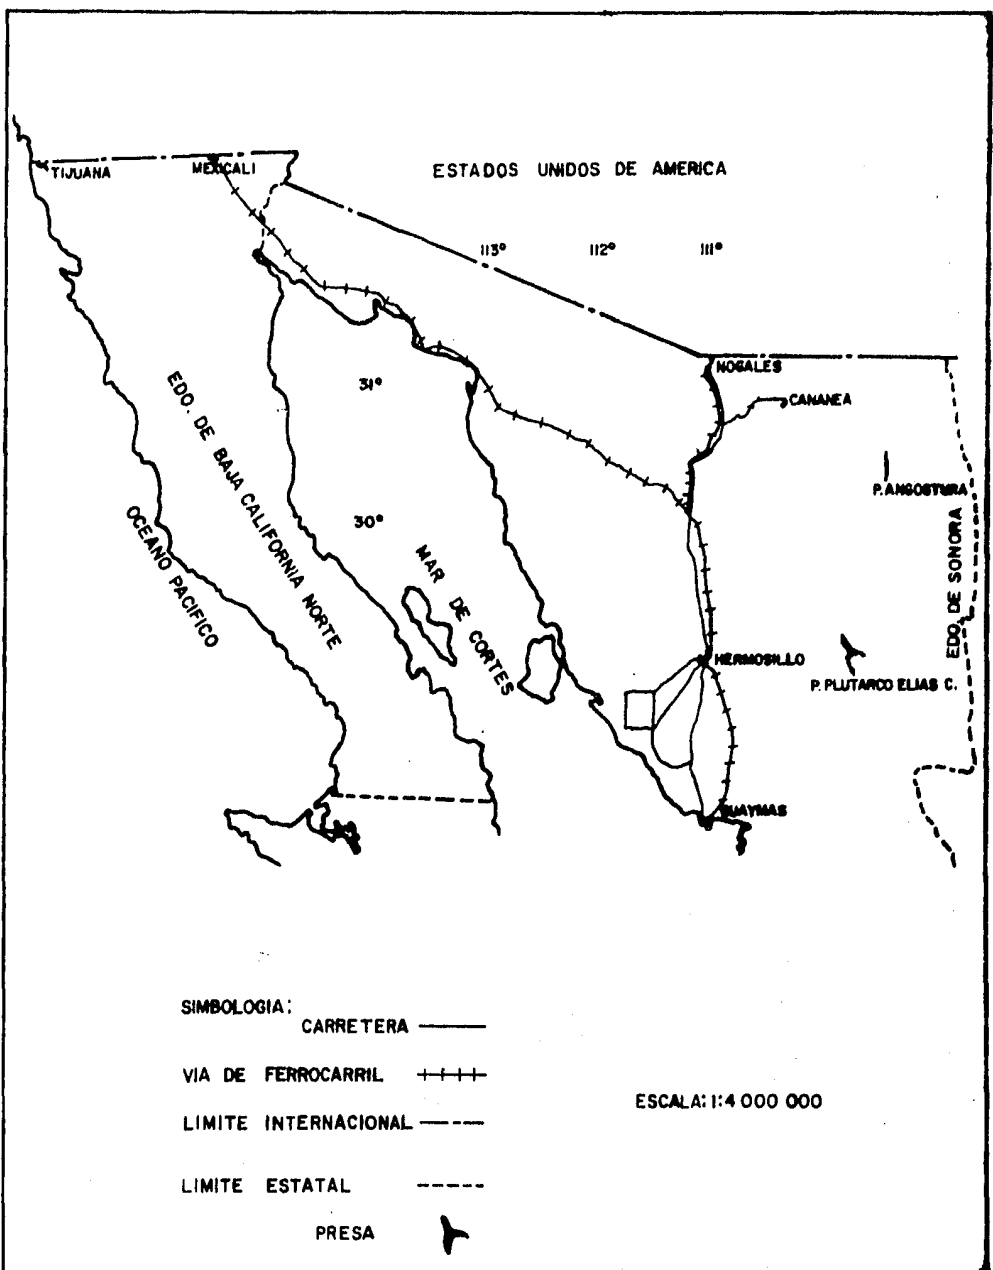 ESTADOS UNIDOS DE AMERICA
TIJUANA
MEXICALI
113°
112°
111°
NOGALES
31°
CANANEA
EDO. DE BAJA CALIFORNIA NORTE
P. ANGOSTURA
30°
OCEANO PACIFICO
MAR DE CORTES
EDO. DE SONORA
HERMOSILLO
P. PLUTARCO ELIAS C.
GUAYMAS
SIMBOLOGIA:
CARRETERA
VIA DE FERROCARRIL
ESCALA: 1:4 000 000
LIMITE INTERNACIONAL
LIMITE ESTATAL
PRESA